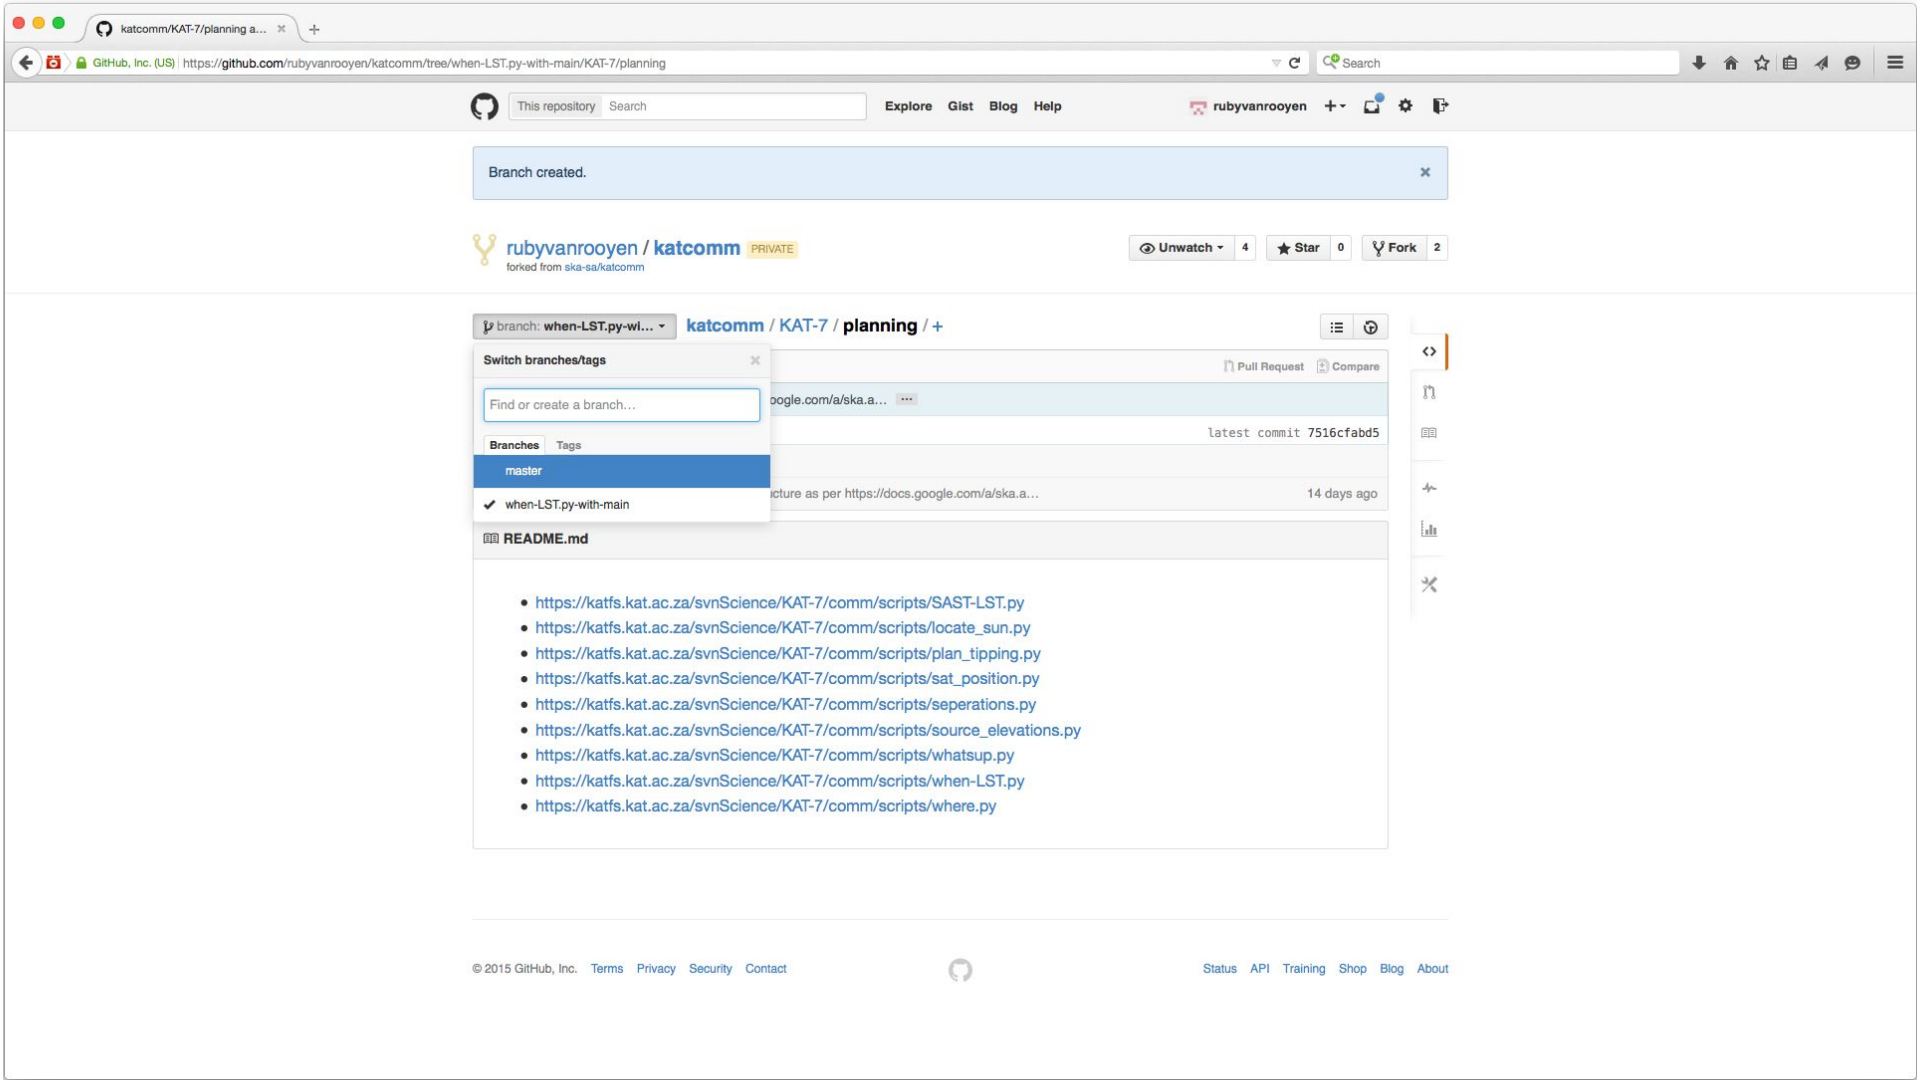 katcomm/KAT-7/planning a...
GitHub, Inc. (US) https://github.com/rubyvanrooyen/katcomm/tree/when-LST.py-with-main/KAT-7/planning
Search
This repository Search
Explore Gist Blog Help
rubyvanrooyen
Branch created.
rubyvanrooyen / katcomm PRIVATE
forked from ska-sa/katcomm
Unwatch 4 Star 0 Fork 2
branch: when-LST.py-wi... katcomm / KAT-7 / planning / +
Switch branches/tags
Pull Request Compare
Find or create a branch...
oogle.com/a/ska.a... ...
latest commit 7516cfabd5
Branches Tags
master
ucture as per https://docs.google.com/a/ska.a... 14 days ago
when-LST.py-with-main
README.md
https://katfs.kat.ac.za/svnScience/KAT-7/comm/scripts/SAST-LST.py
https://katfs.kat.ac.za/svnScience/KAT-7/comm/scripts/locate_sun.py
https://katfs.kat.ac.za/svnScience/KAT-7/comm/scripts/plan_tipping.py
https://katfs.kat.ac.za/svnScience/KAT-7/comm/scripts/sat_position.py
https://katfs.kat.ac.za/svnScience/KAT-7/comm/scripts/seperations.py
https://katfs.kat.ac.za/svnScience/KAT-7/comm/scripts/source_elevations.py
https://katfs.kat.ac.za/svnScience/KAT-7/comm/scripts/whatsup.py
https://katfs.kat.ac.za/svnScience/KAT-7/comm/scripts/when-LST.py
https://katfs.kat.ac.za/svnScience/KAT-7/comm/scripts/where.py
© 2015 GitHub, Inc. Terms Privacy Security Contact
Status API Training Shop Blog About